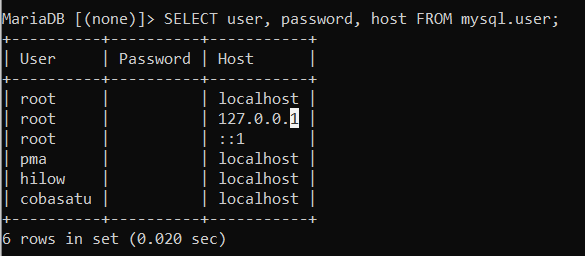 MariaDB [(none)]> SELECT user, password, host FROM mysql.user;
+----------+----------+-----------+
| User     | Password | Host      |
+----------+----------+-----------+
| root     |          | localhost |
| root     |          | 127.0.0.1 |
| root     |          | ::1       |
| pma      |          | localhost |
| hilow    |          | localhost |
| cobasatu |          | localhost |
+----------+----------+-----------+
6 rows in set (0.020 sec)